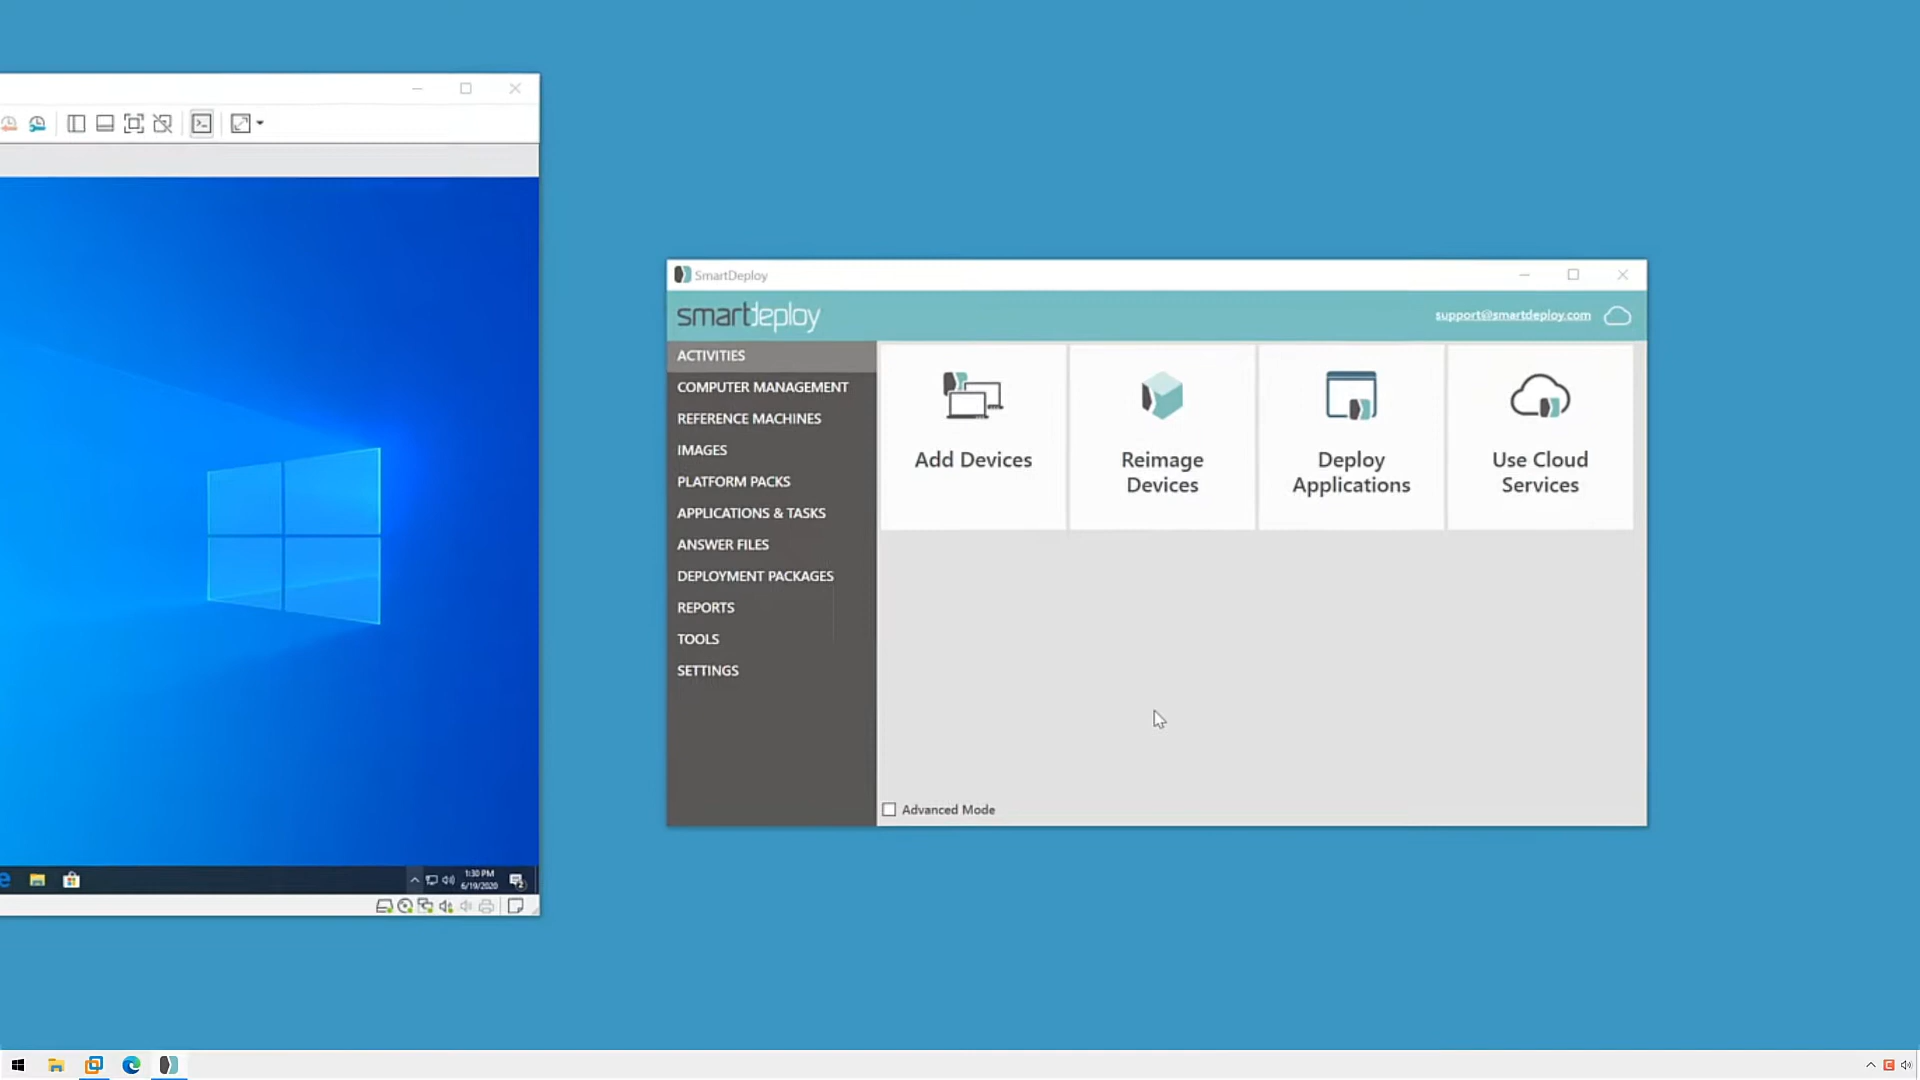 SmartDeploy
smartdeploy
support@smartdeploy.com
ACTIVITIES
COMPUTER MANAGEMENT
REFERENCE MACHINES
IMAGES
PLATFORM PACKS
APPLICATIONS & TASKS
ANSWER FILES
DEPLOYMENT PACKAGES
REPORTS
TOOLS
SETTINGS
Add Devices
Reimage
Devices
Deploy
Applications
Use Cloud
Services
Advanced Mode
1:30 PM
6/19/2020